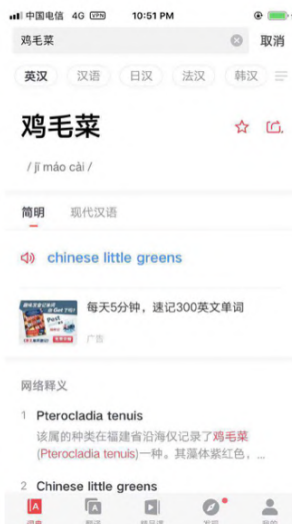 中国电信 4G VPN 10:51 PM
鸡毛菜 取消
英汉 汉语 日汉 法汉 韩汉
鸡毛菜
/ jī máo cài /
简明 现代汉语
chinese little greens
每天5分钟，速记300英文单词
广告
网络释义
1 Pterocladia tenuis
该属的种类在福建省沿海仅记录了鸡毛菜
(Pterocladia tenuis)一种。其藻体紫红色，...
2 Chinese little greens